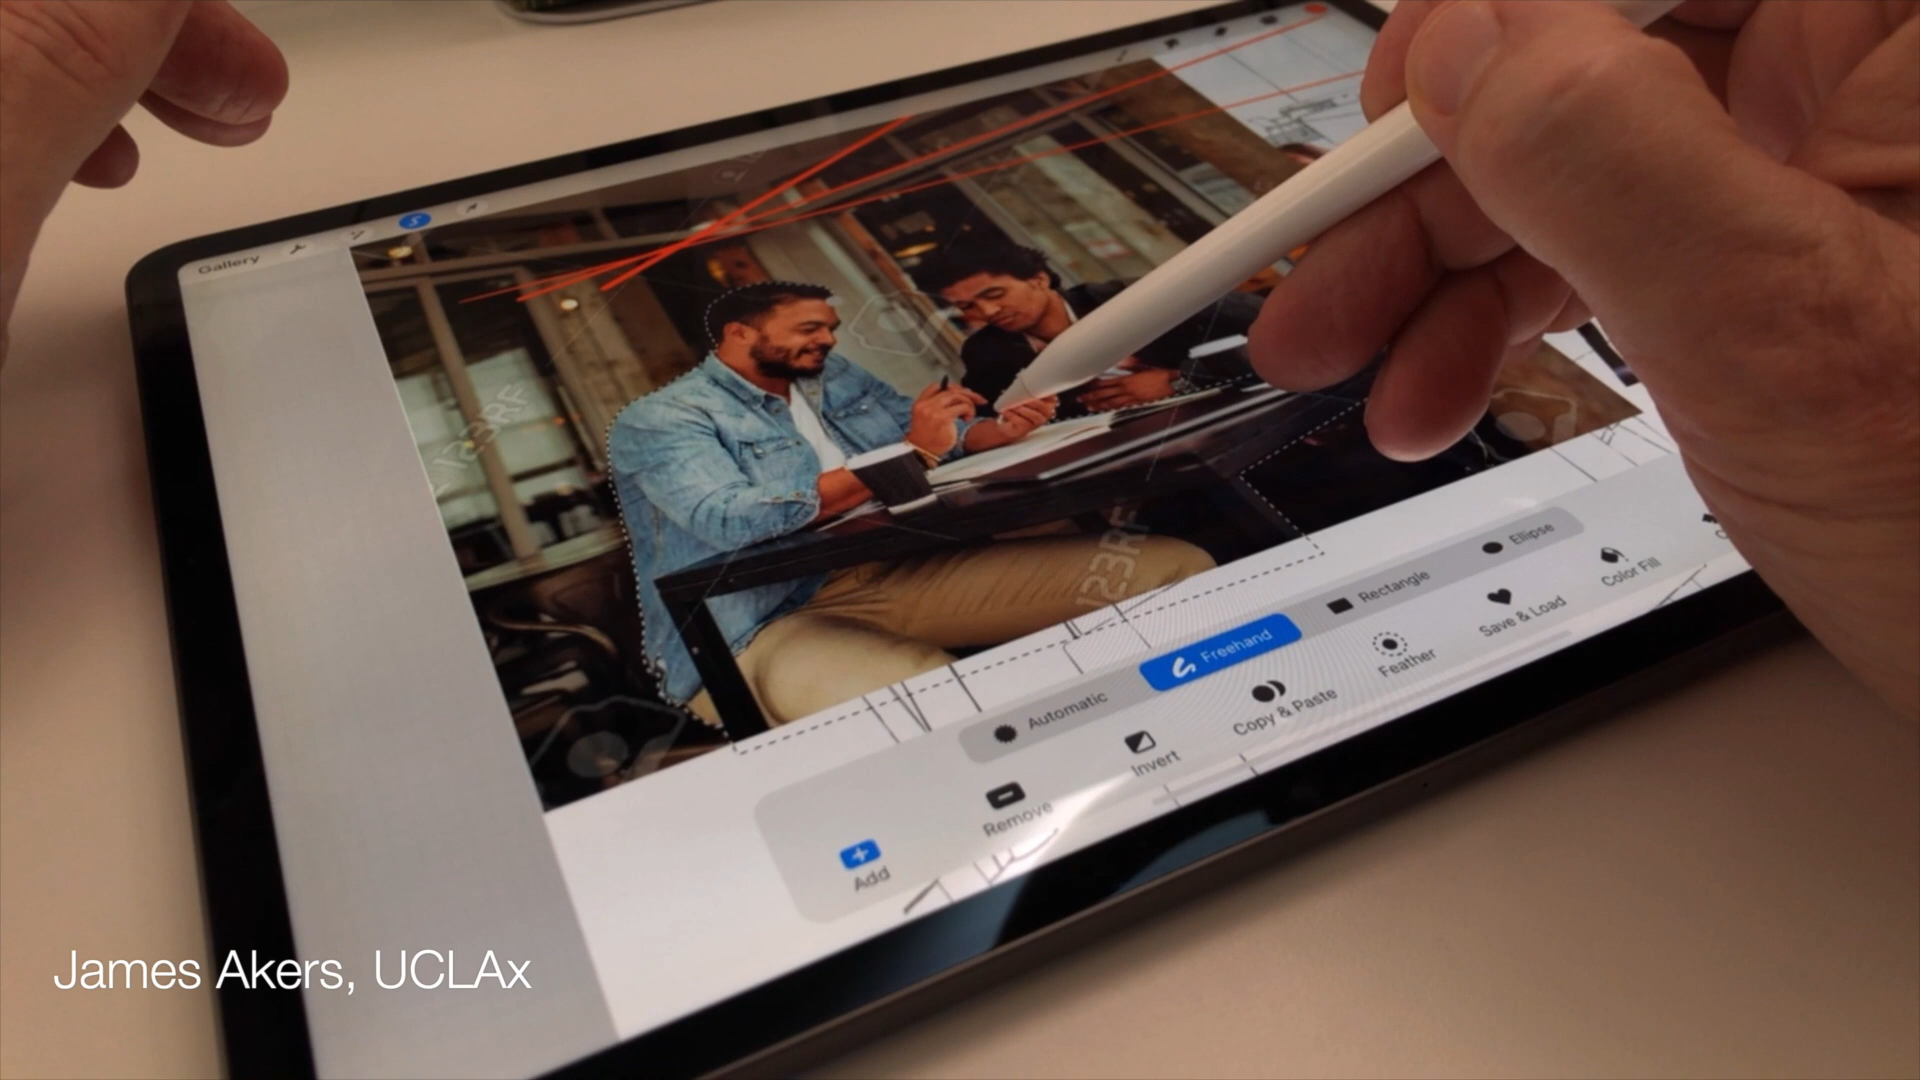 Gallery
123RF
123RF
Ellipse
Rectangle
Freehand
Automatic
Color Fill
Save & Load
Feather
Copy & Paste
Invert
Remove
Add
James Akers, UCLAx